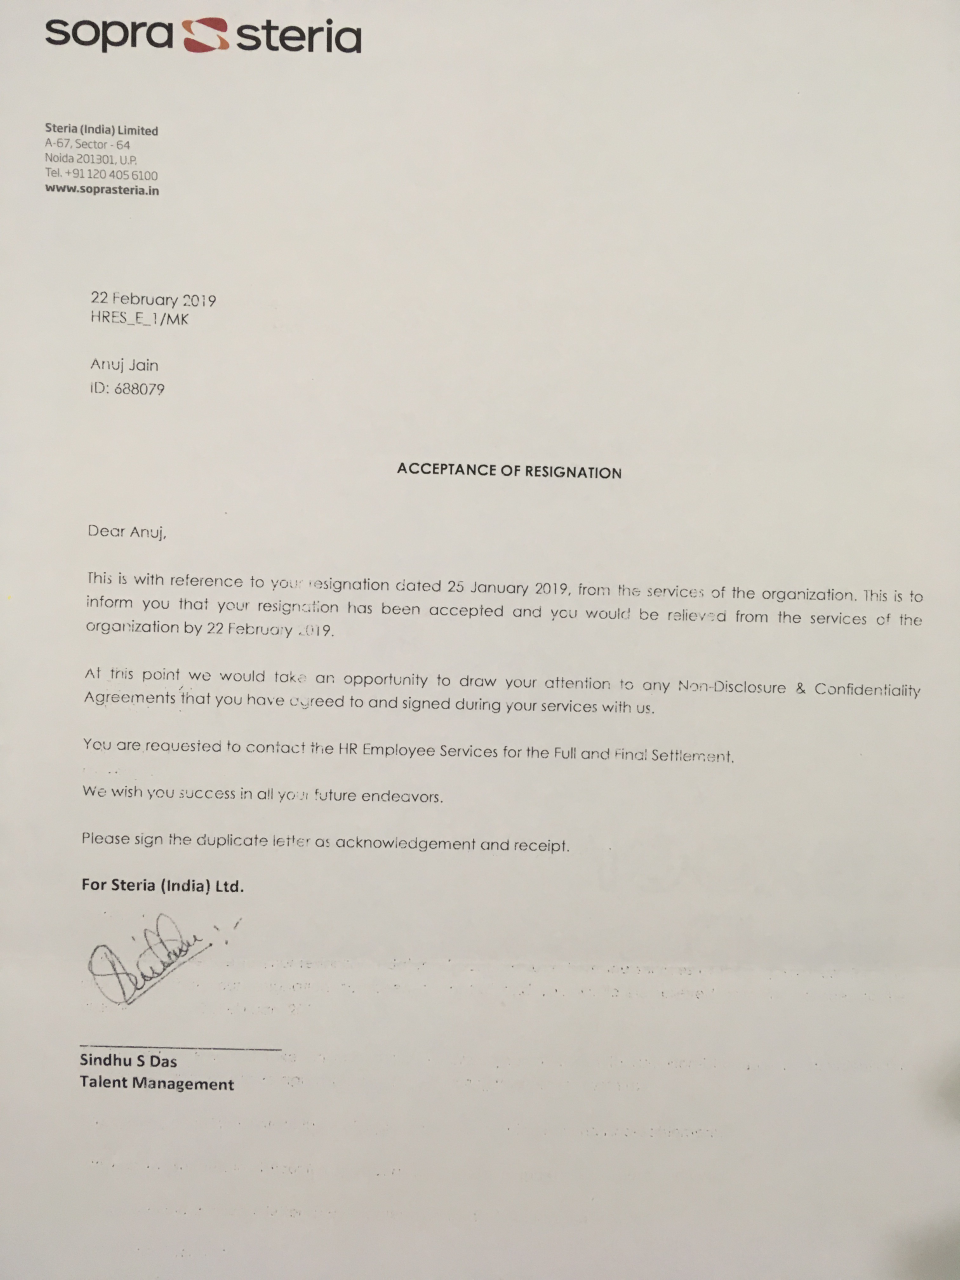 sopra steria
Steria (India) Limited
A-67, Sector - 64
Noida 201301, U.P.
Tel. +91 120 405 6100
www.soprasteria.in
22 February 2019
HRES_E_1/MK
Anuj Jain
ID: 688079
ACCEPTANCE OF RESIGNATION
Dear Anuj,
This is with reference to your resignation dated 25 January 2019, from the services of the organization. This is to
inform you that your resignation has been accepted and you would be relieved from the services of the
organization by 22 February 2019.
At this point we would take an opportunity to draw your attention to any Non-Disclosure & Confidentiality
Agreements that you have agreed to and signed during your services with us.
You are requested to contact the HR Employee Services for the Full and Final Settlement.
We wish you success in all your future endeavors.
Please sign the duplicate letter as acknowledgement and receipt.
For Steria (India) Ltd.
Sindhu S Das
Talent Management